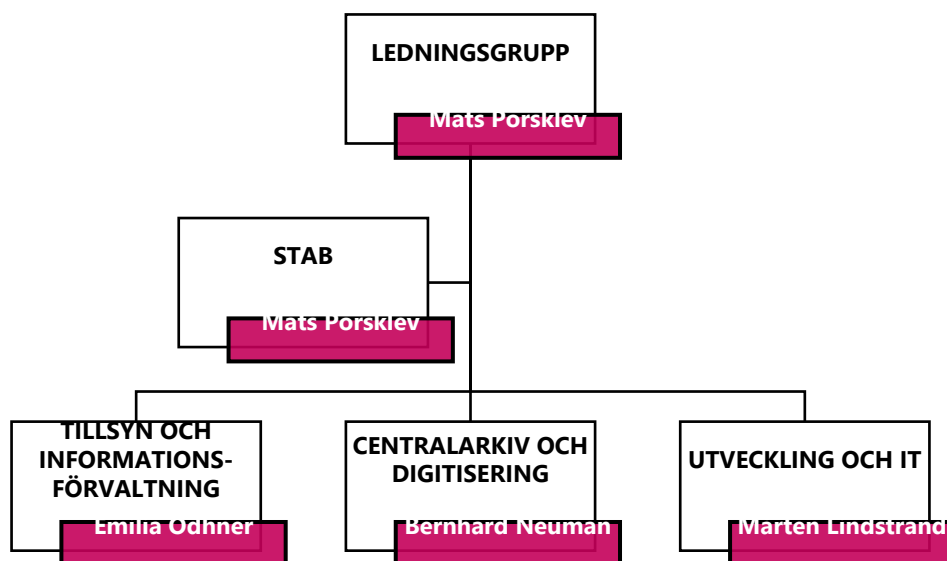 LEDNINGSGRUPP
Mats Porsklev
STAB
Mats Porsklev
TILLSYN OCH
INFORMATIONS-
FÖRVALTNING
Emilia Odhner
CENTRALARKIV OCH
DIGITISERING
Bernhard Neuman
UTVECKLING OCH IT
Mårten Lindstrand